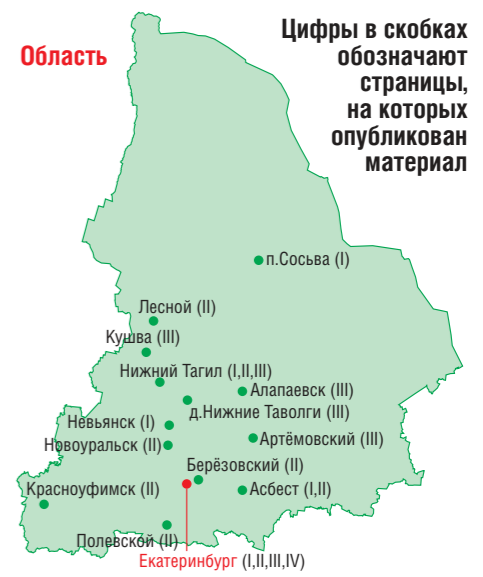 Область
Цифры в скобках
обозначают
страницы,
на которых
опубликован
материал
п.Сосьва (I)
Лесной (II)
Кушва (III)
Нижний Тагил (I,II,III)
Алапаевск (III)
д.Нижние Таволги (III)
Невьянск (I)
Артёмовский (III)
Новоуральск (II)
Берёзовский (II)
Красноуфимск (II)
Асбест (I,II)
Полевской (II)
Екатеринбург (I,II,III,IV)